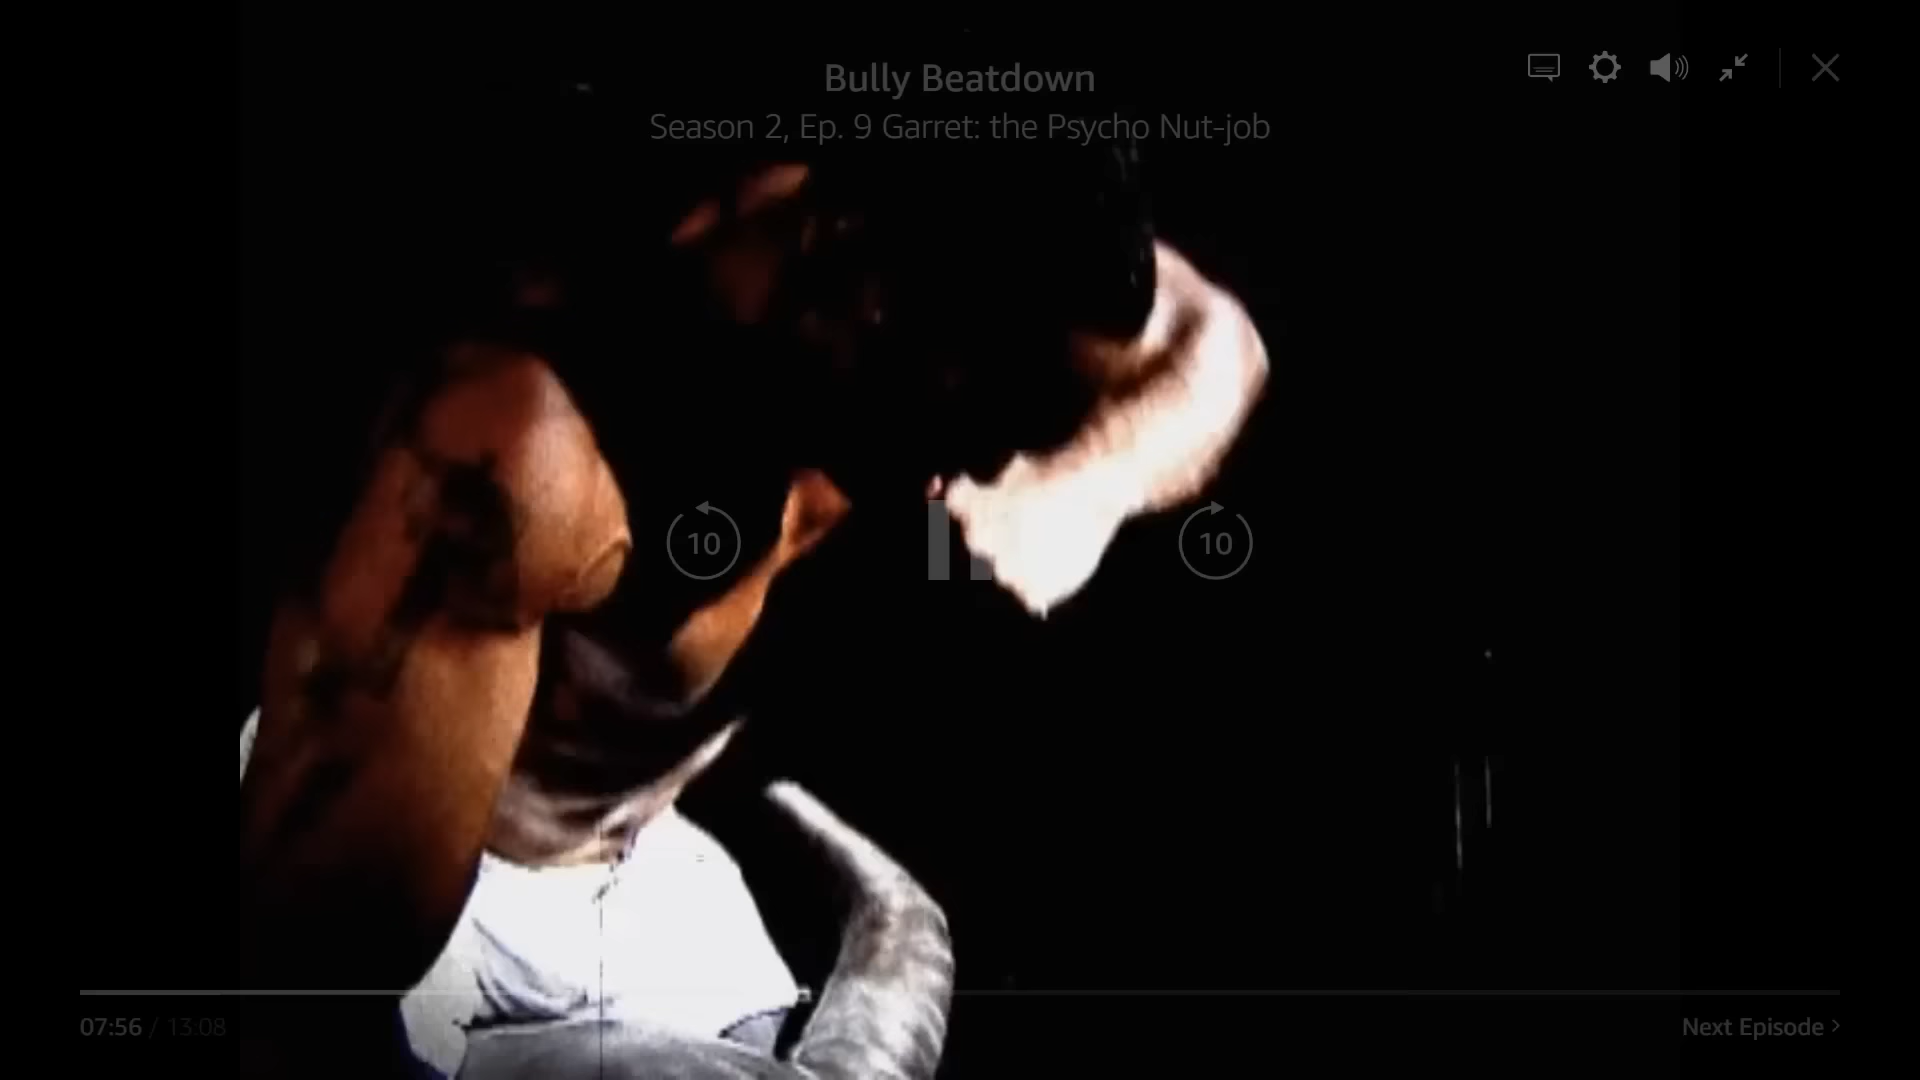 Bully Beatdown
Season 2, Ep. 9 Garret: the Psycho Nut-job
10
10
07:56 / 13:08
Next Episode